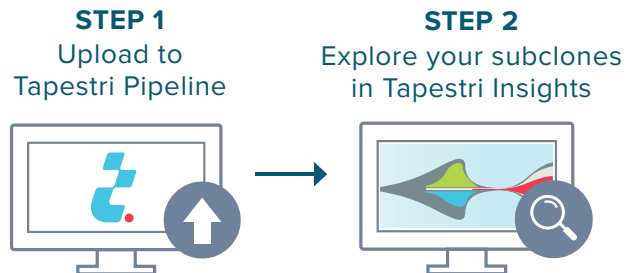 STEP 1
Upload to
Tapestri Pipeline
STEP 2
Explore your subclones
in Tapestri Insights